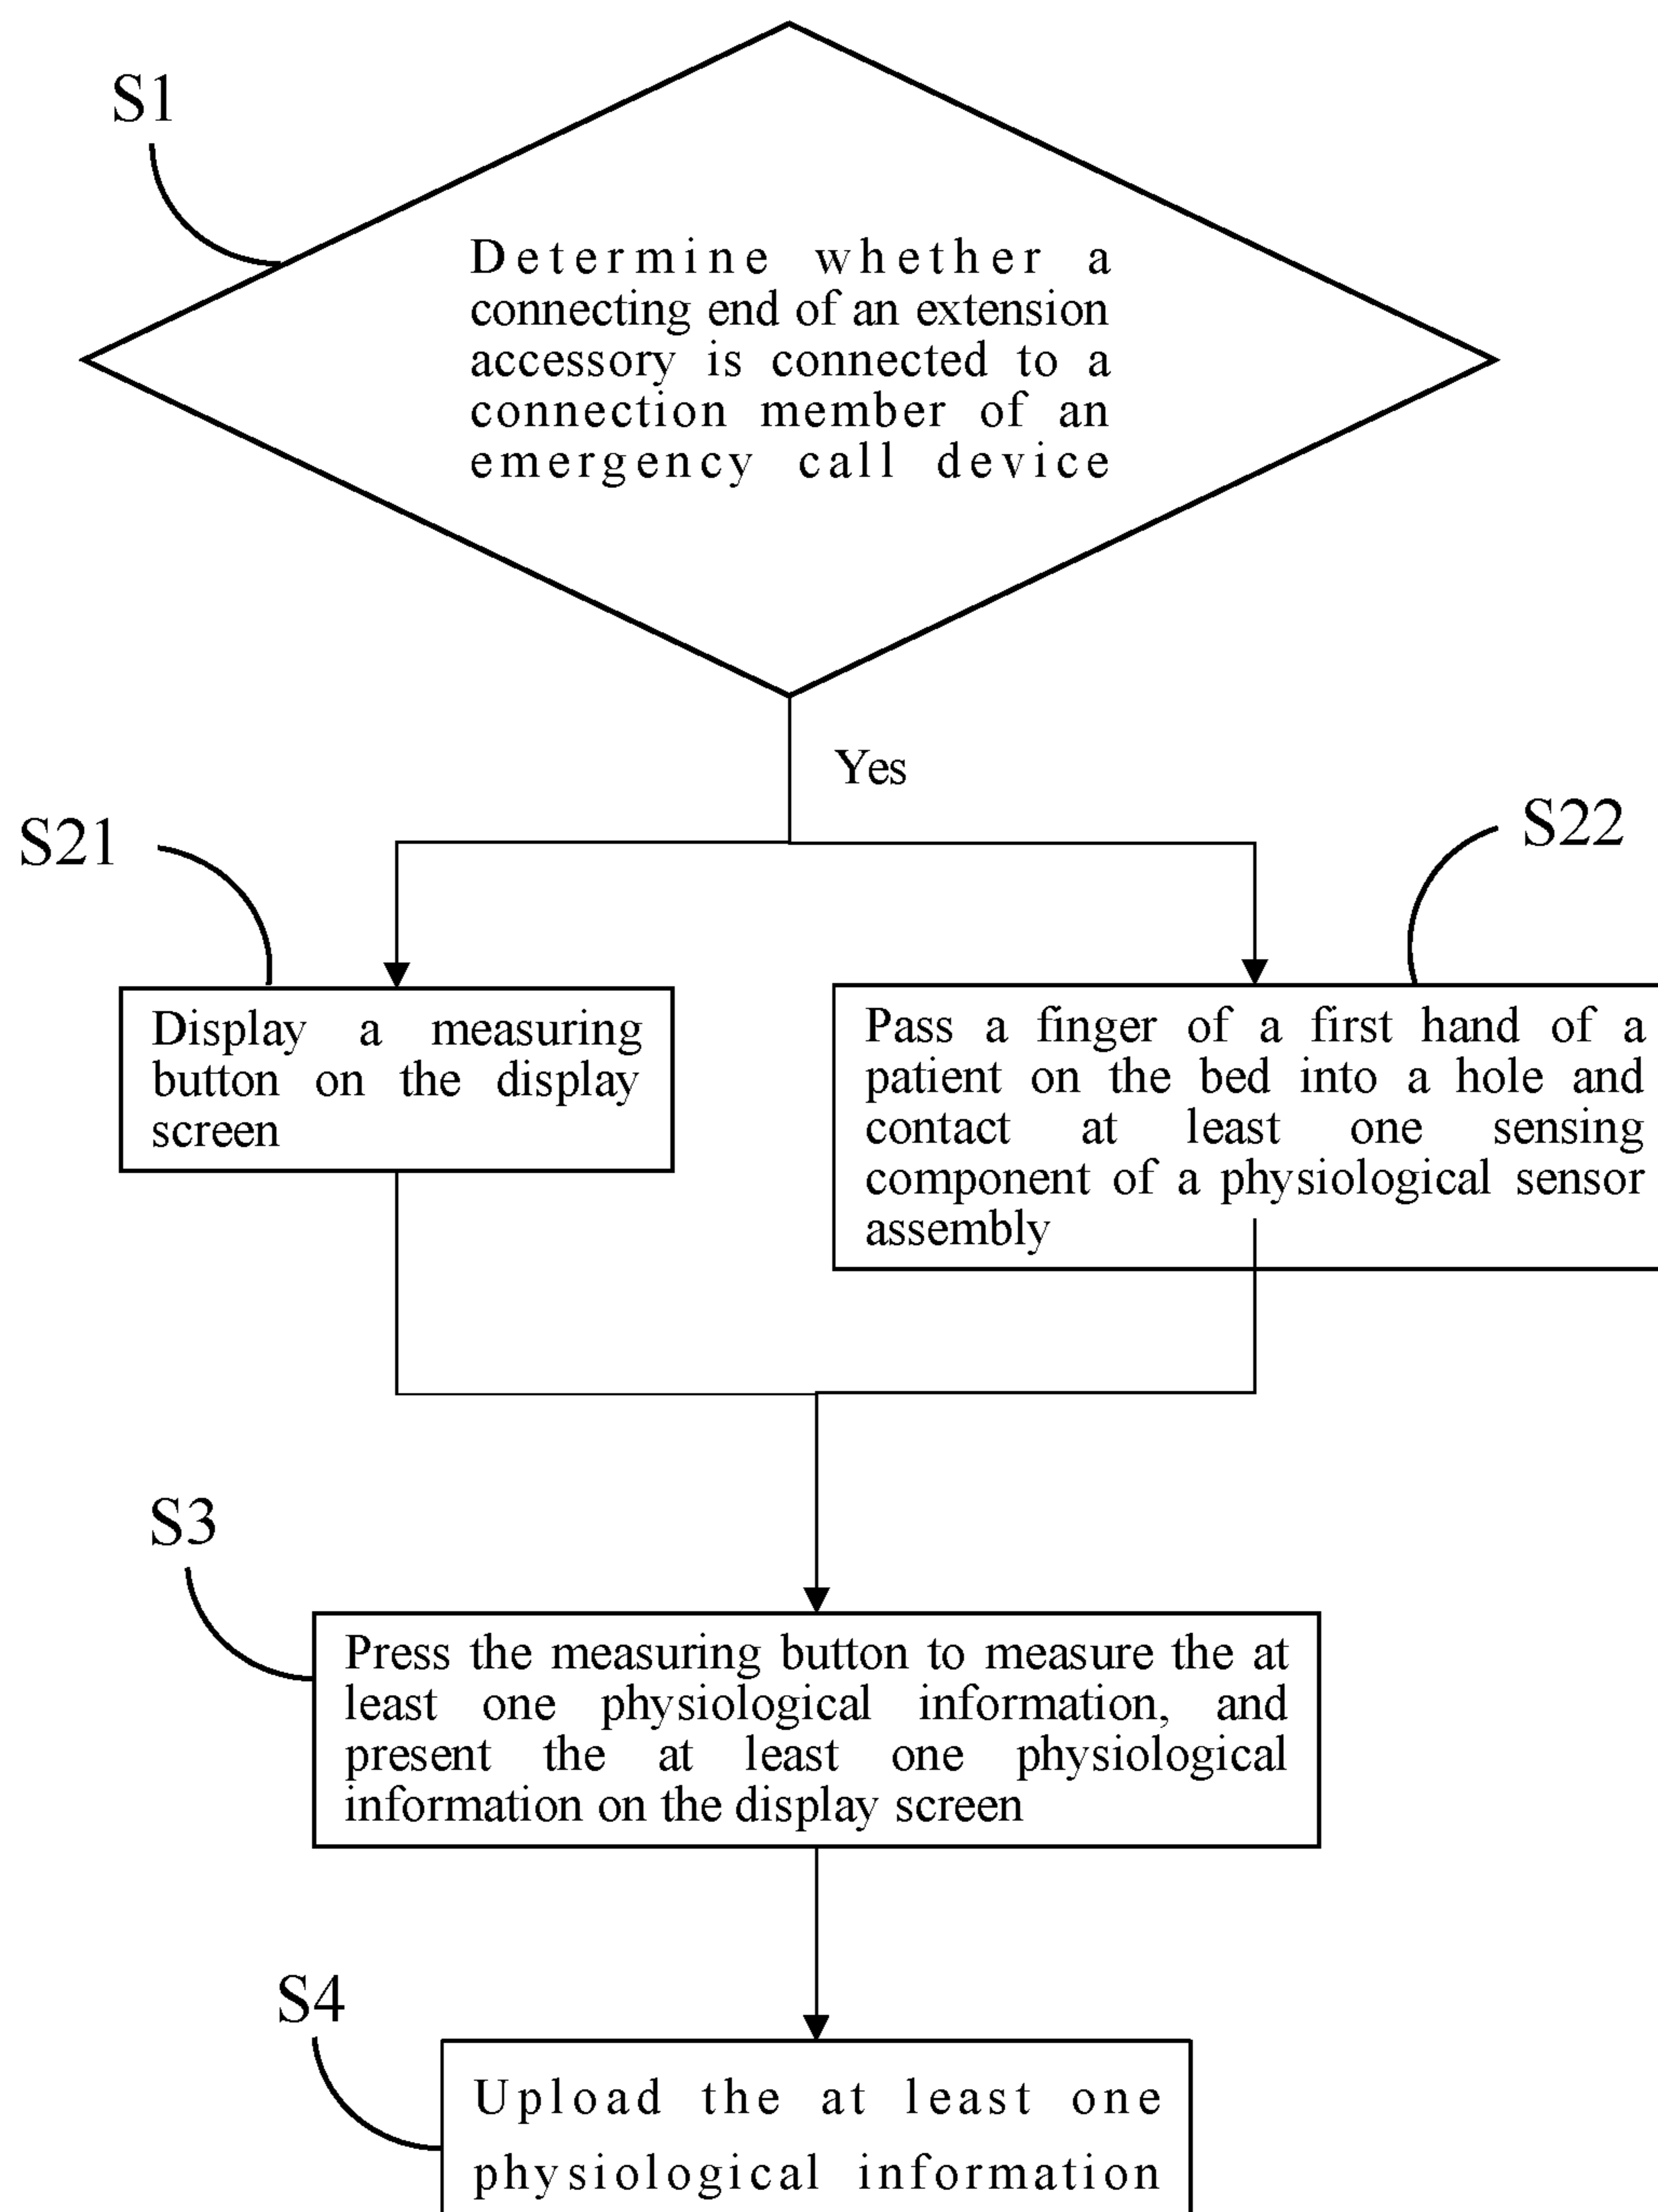 S1
Determine whether a
connecting end of an extension
accessory is connected to a
connection member of an
emergency call device
Yes
S21
S22
Display a measuring
button on the display
screen
Pass a finger of a first hand of a
patient on the bed into a hole and
contact at least one sensing
component of a physiological sensor
assembly
S3
Press the measuring button to measure the at
least one physiological information, and
present the at least one physiological
information on the display screen
S4
Upload the at least one
physiological information